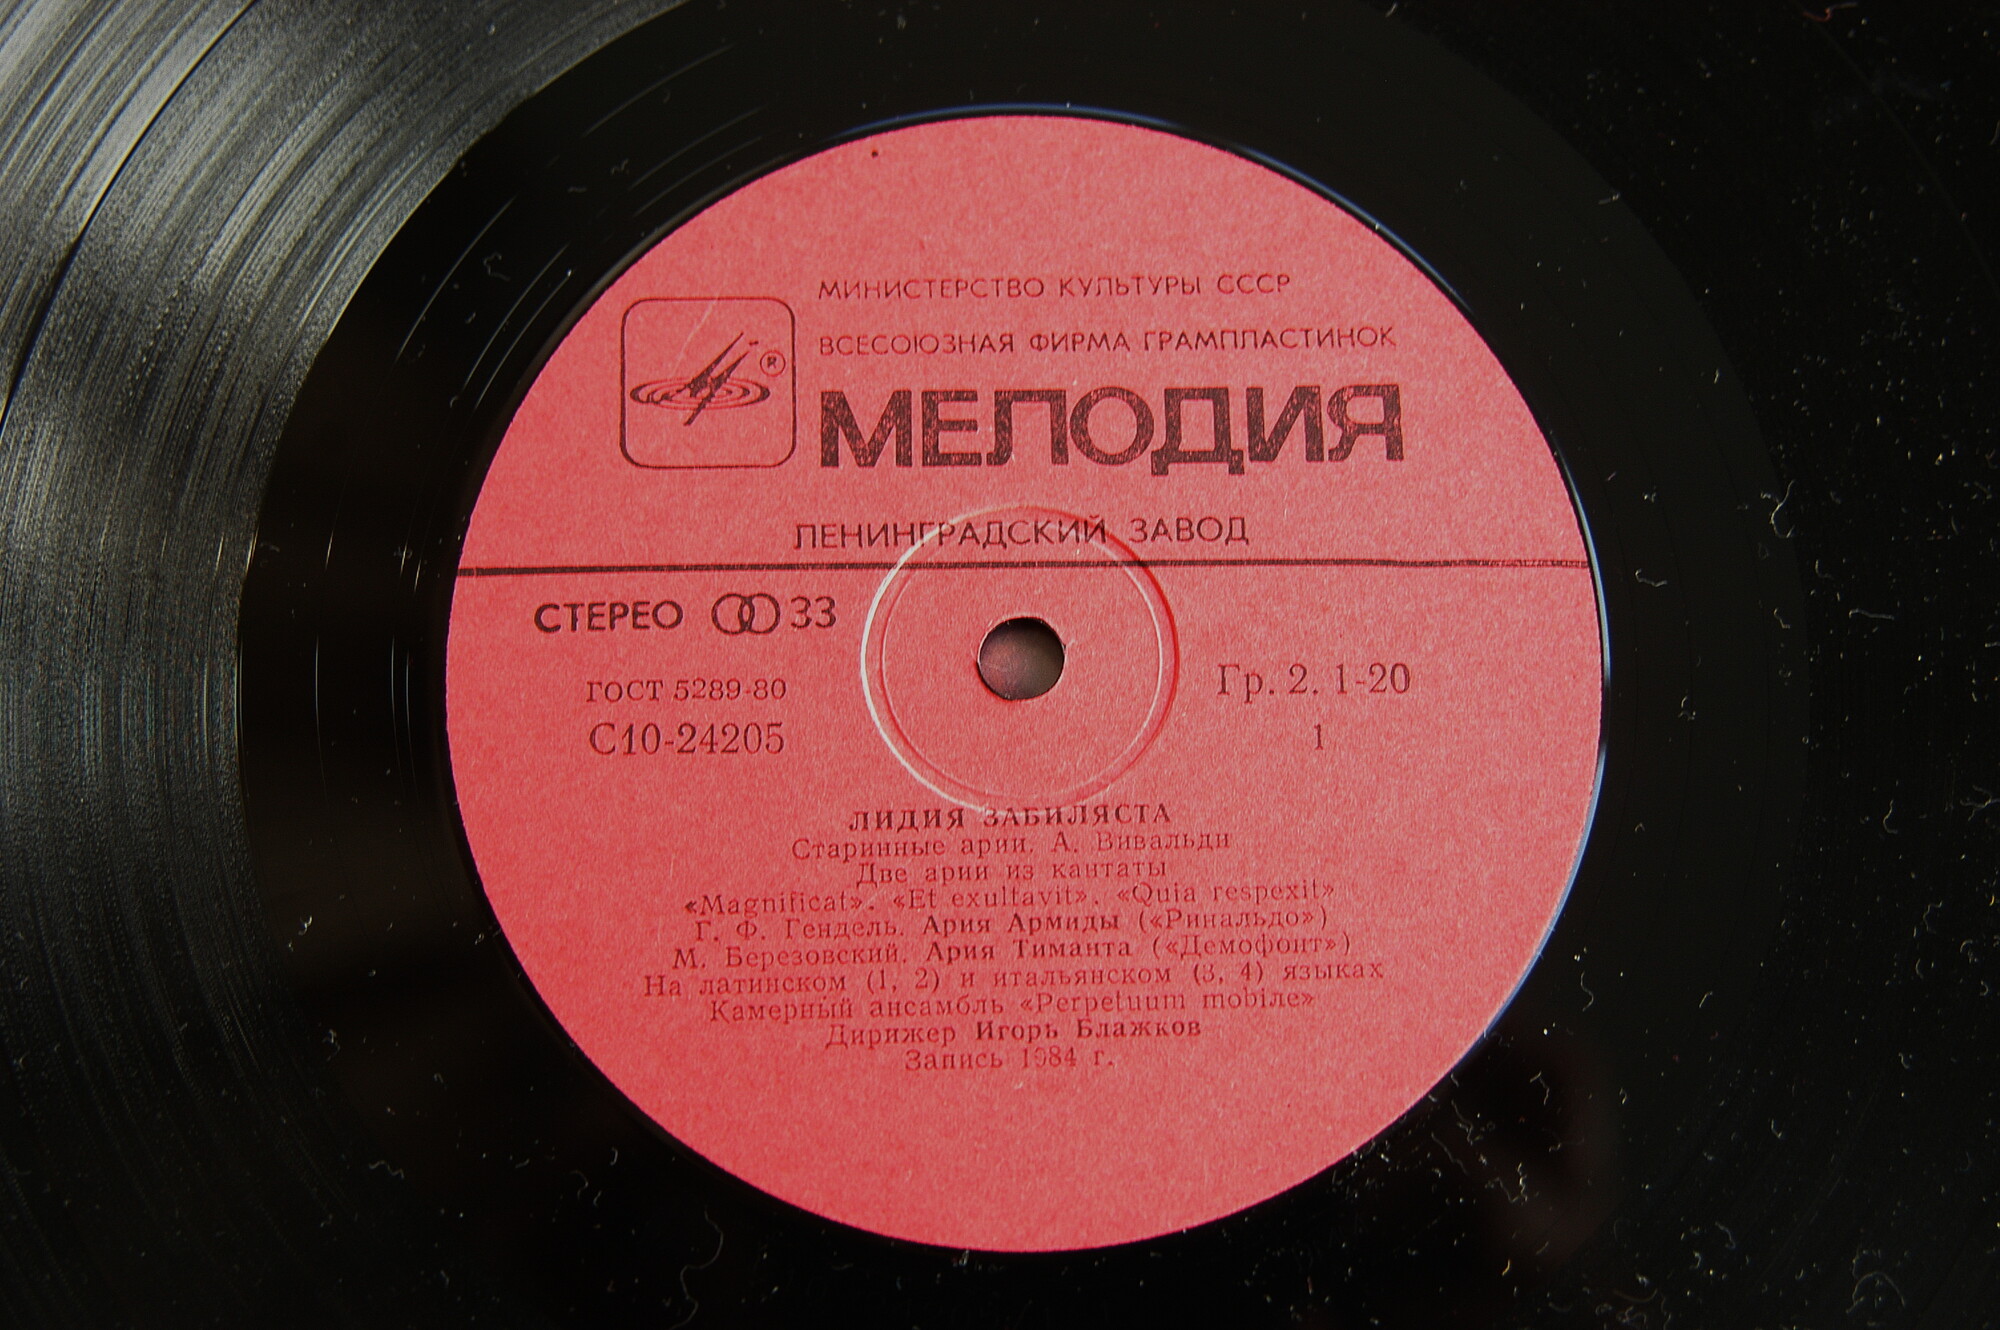 МИНИСТЕРСТВО КУЛЬТУРЫ СССР
ВСЕСОЮЗНАЯ ФИРМА ГРАМПЛАСТИНОК
®
МЕЛОДИЯ
ЛЕНИНГРАДСКИЙ ЗАВОД
СТЕРЕО 33
ГОСТ 5289-80
Гр. 2. 1-20
С10-24205
1
ЛИДИЯ ЗАБИЛЯСТА
Старинные арии. А. Вивальди
Две арии из кантаты
«Magnificat». «Et exultavit». «Quia respexit»
Г. Ф. Гендель. Ария Армиды («Ринальдо»)
М. Березовский. Ария Тиманта («Демофонт»)
На латинском (1, 2) и итальянском (3, 4) языках
Камерный ансамбль «Perpetuum mobile»
Дирижер Игорь Блажков
Запись 1984 г.